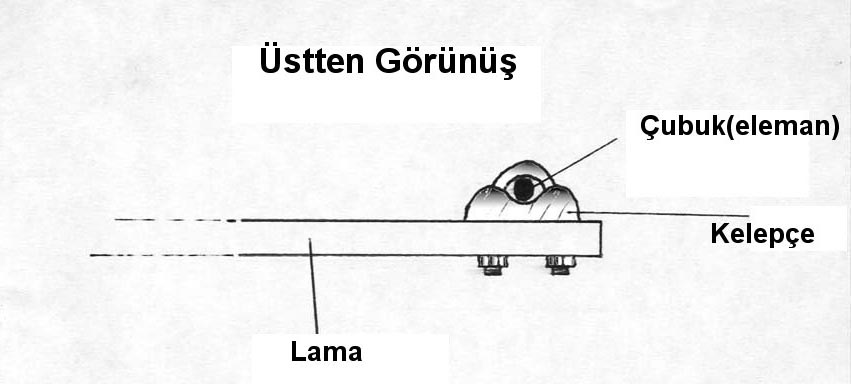 Üstten Görünüş
Çubuk(eleman)
Kelepçe
Lama